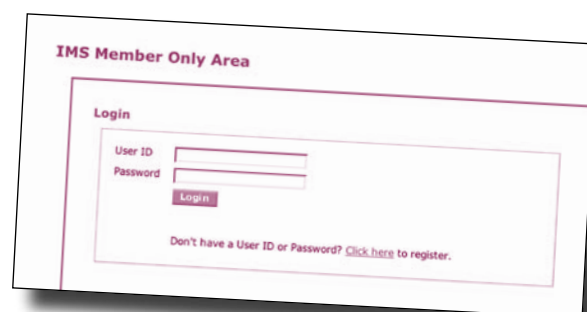 IMS Member Only Area
Login
User ID
Password
Login
Don't have a User ID or Password? Click here to register.